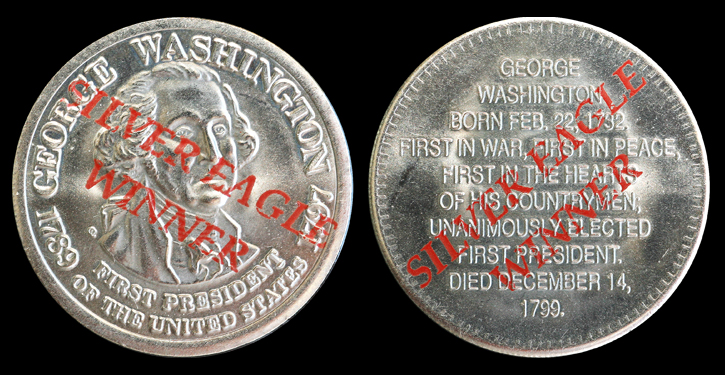 GEORGE WASHINGTON
1789 1797
FIRST PRESIDENT
OF THE UNITED STATES
SILVER EAGLE
WINNER
GEORGE
WASHINGTON
BORN FEB. 22, 1732.
FIRST IN WAR, FIRST IN PEACE,
FIRST IN THE HEARTS
OF HIS COUNTRYMEN,
UNANIMOUSLY ELECTED
FIRST PRESIDENT.
DIED DECEMBER 14,
1799.
SILVER EAGLE
WINNER